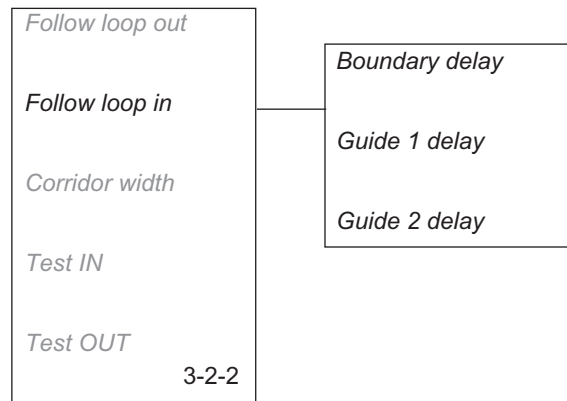 Follow loop out
Follow loop in
Corridor width
Test IN
Test OUT
3-2-2
Boundary delay
Guide 1 delay
Guide 2 delay